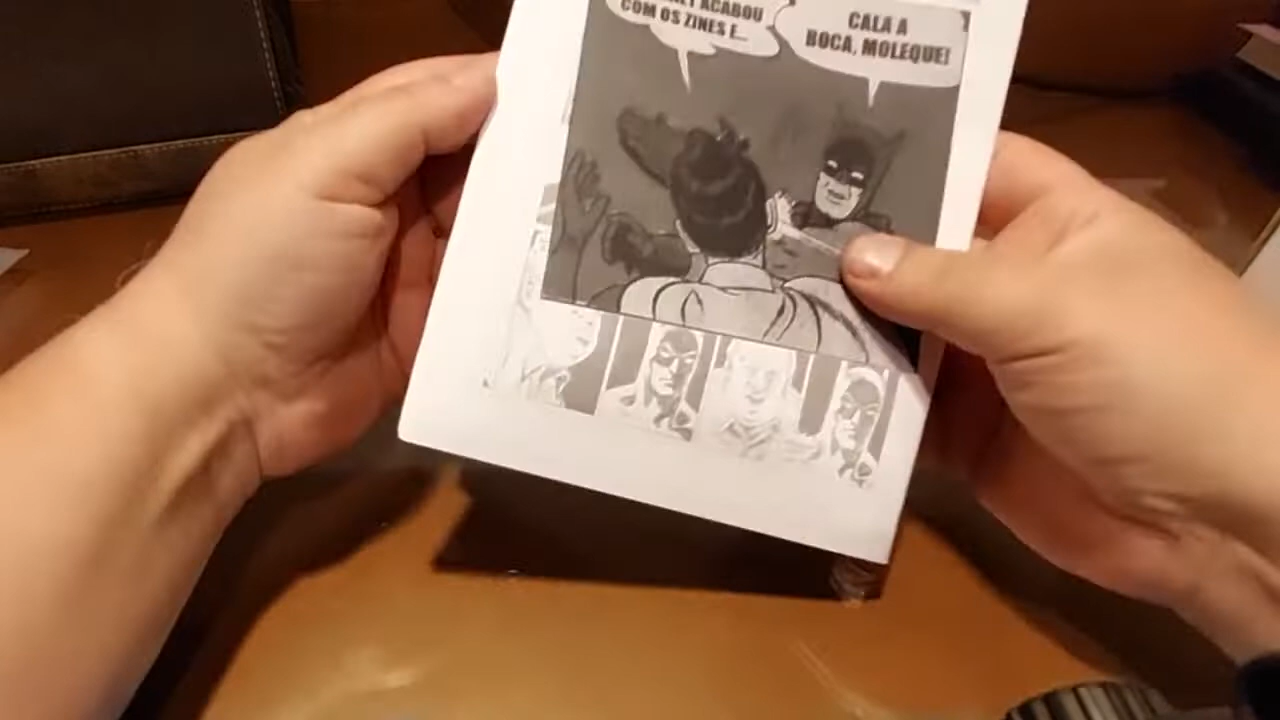 ACABOU
COM OS ZINES E...
CALA A
BOCA, MOLEQUE!